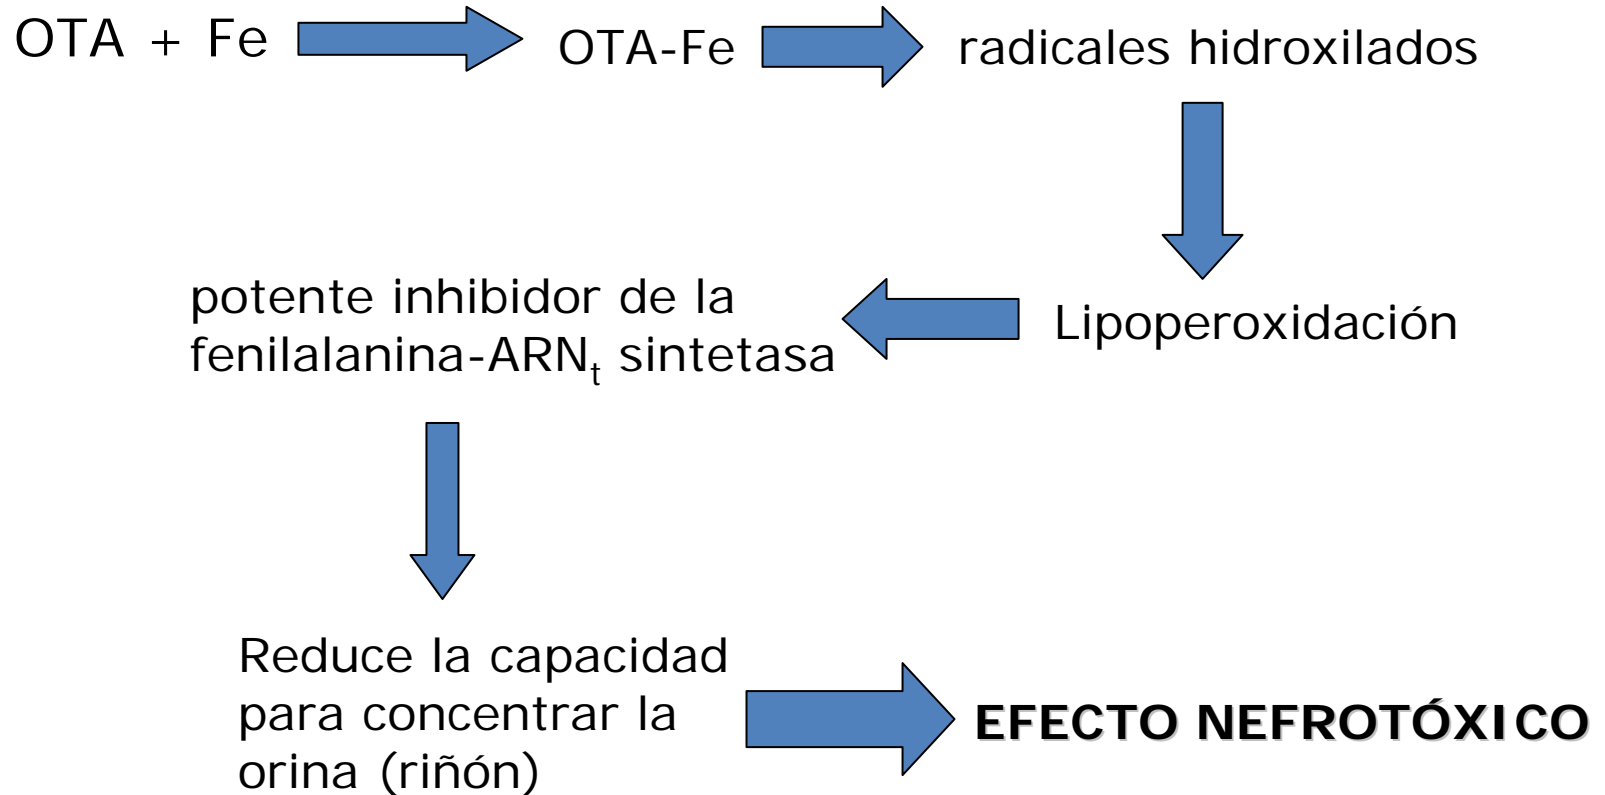 OTA + Fe
OTA-Fe
radicales hidroxilados
Lipoperoxidación
potente inhibidor de la
fenilalanina-ARNt sintetasa
Reduce la capacidad
para concentrar la
orina (riñón)
EFECTO NEFROTÓXICO